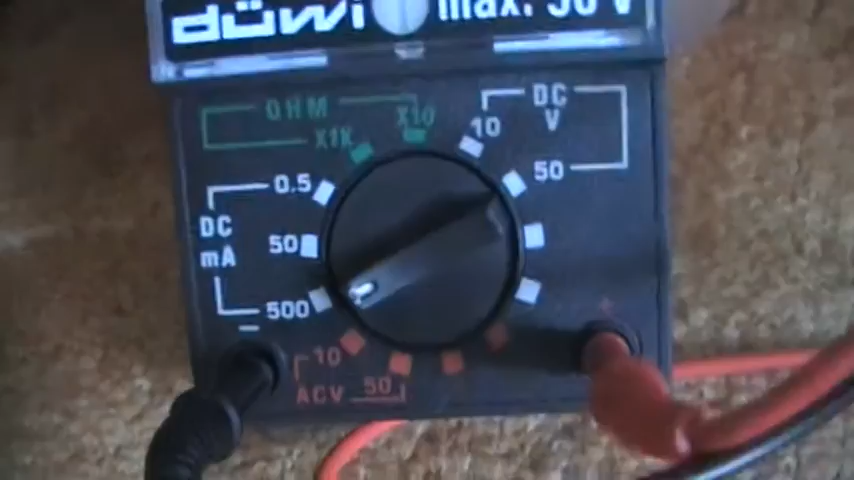 düwi max. 50 V
OHM
X1K X10
DC V
10
50
DC mA
0.5
50
500
− +
10
ACV 50